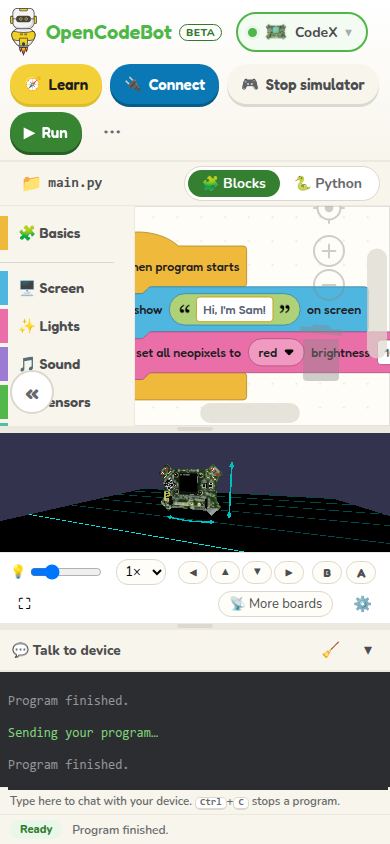 OpenCodeBot BETA CodeX
Learn Connect Stop simulator
Run
main.py Blocks Python
Basics
Screen
Lights
Sound
ensors
en program starts
show “ Hi, I'm Sam! ” on screen
set all neopixels to red brightness
1× B A
More boards
Talk to device
Program finished.
Sending your program…
Program finished.
Type here to chat with your device. Ctrl+C stops a program.
Ready Program finished.